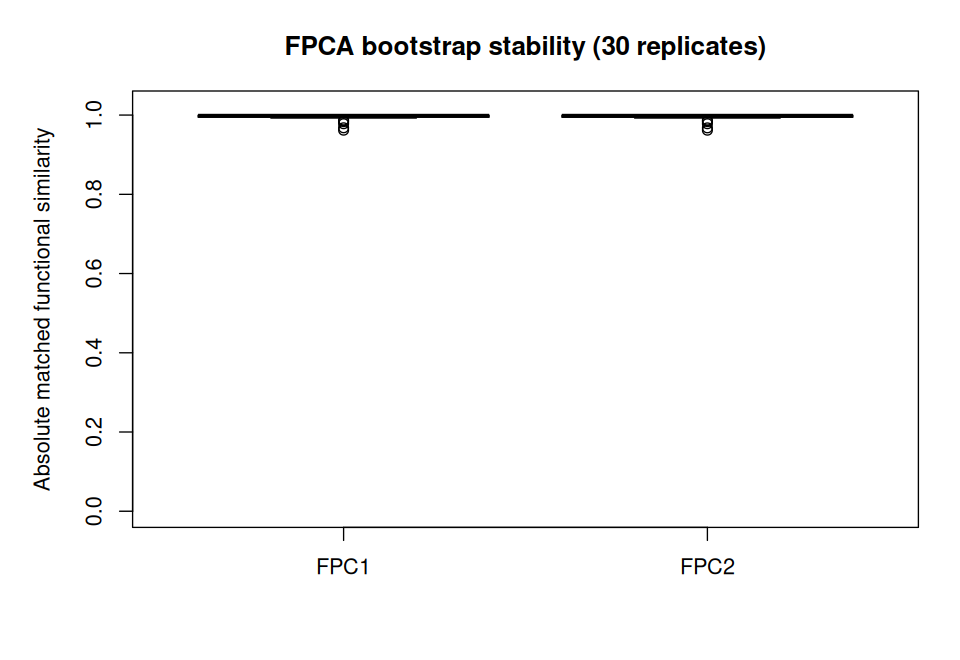 FPCA bootstrap stability (30 replicates)
Absolute matched functional similarity
1.0
0.8
0.6
0.4
0.2
0.0
FPC1
FPC2